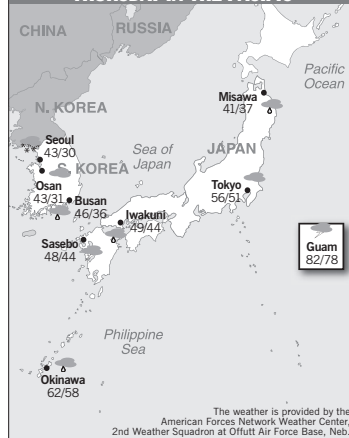 CHINA
RUSSIA
Pacific
Ocean
N. KOREA
Misawa
41/37
Seoul
43/30
Sea of
Japan
JAPAN
S. KOREA
Osan
43/31
Tokyo
56/51
Busan
46/36
Iwakuni
49/44
Sasebo
48/44
Guam
82/78
Philippine
Sea
Okinawa
62/58
The weather is provided by the
American Forces Network Weather Center,
2nd Weather Squadron at Offutt Air Force Base, Neb.